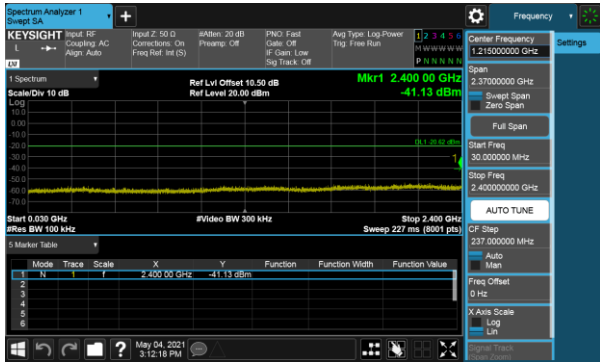 Spectrum Analyzer 1
Swept SA
+
Frequency
KEYSIGHT
Input: RF
Coupling: AC
Align: Auto
Input Z: 50 Ω
Corrections: On
Freq Ref: Int (S)
#Atten: 20 dB
Preamp: Off
PNO: Fast
Gate: Off
IF Gain: Low
Sig Track: Off
Avg Type: Log-Power
Trig: Free Run
1 2 3 4 5 6
M W W W W W
P N N N N N
L
LXI
Center Frequency
1.215000000 GHz
Settings
Span
2.37000000 GHz
Swept Span
Zero Span
Full Span
Start Freq
30.000000 MHz
Stop Freq
2.400000000 GHz
AUTO TUNE
CF Step
237.000000 MHz
Auto
Man
Freq Offset
0 Hz
X Axis Scale
Log
Lin
Signal Track
(Span Zoom)
1 Spectrum
Scale/Div 10 dB
Log
Ref Lvl Offset 10.50 dB
Ref Level 20.00 dBm
Mkr1 2.400 00 GHz
-41.13 dBm
10.0
0.00
-10.0
-20.0
-30.0
-40.0
-50.0
-60.0
-70.0
DL1 -20.62 dBm
1
Start 0.030 GHz
#Res BW 100 kHz
#Video BW 300 kHz
Stop 2.400 GHz
Sweep 227 ms (8001 pts)
5 Marker Table
Mode Trace Scale X Y Function Function Width Function Value
1 N 1 f 2.400 00 GHz -41.13 dBm
2
3
4
5
6
?
May 04, 2021
3:12:18 PM